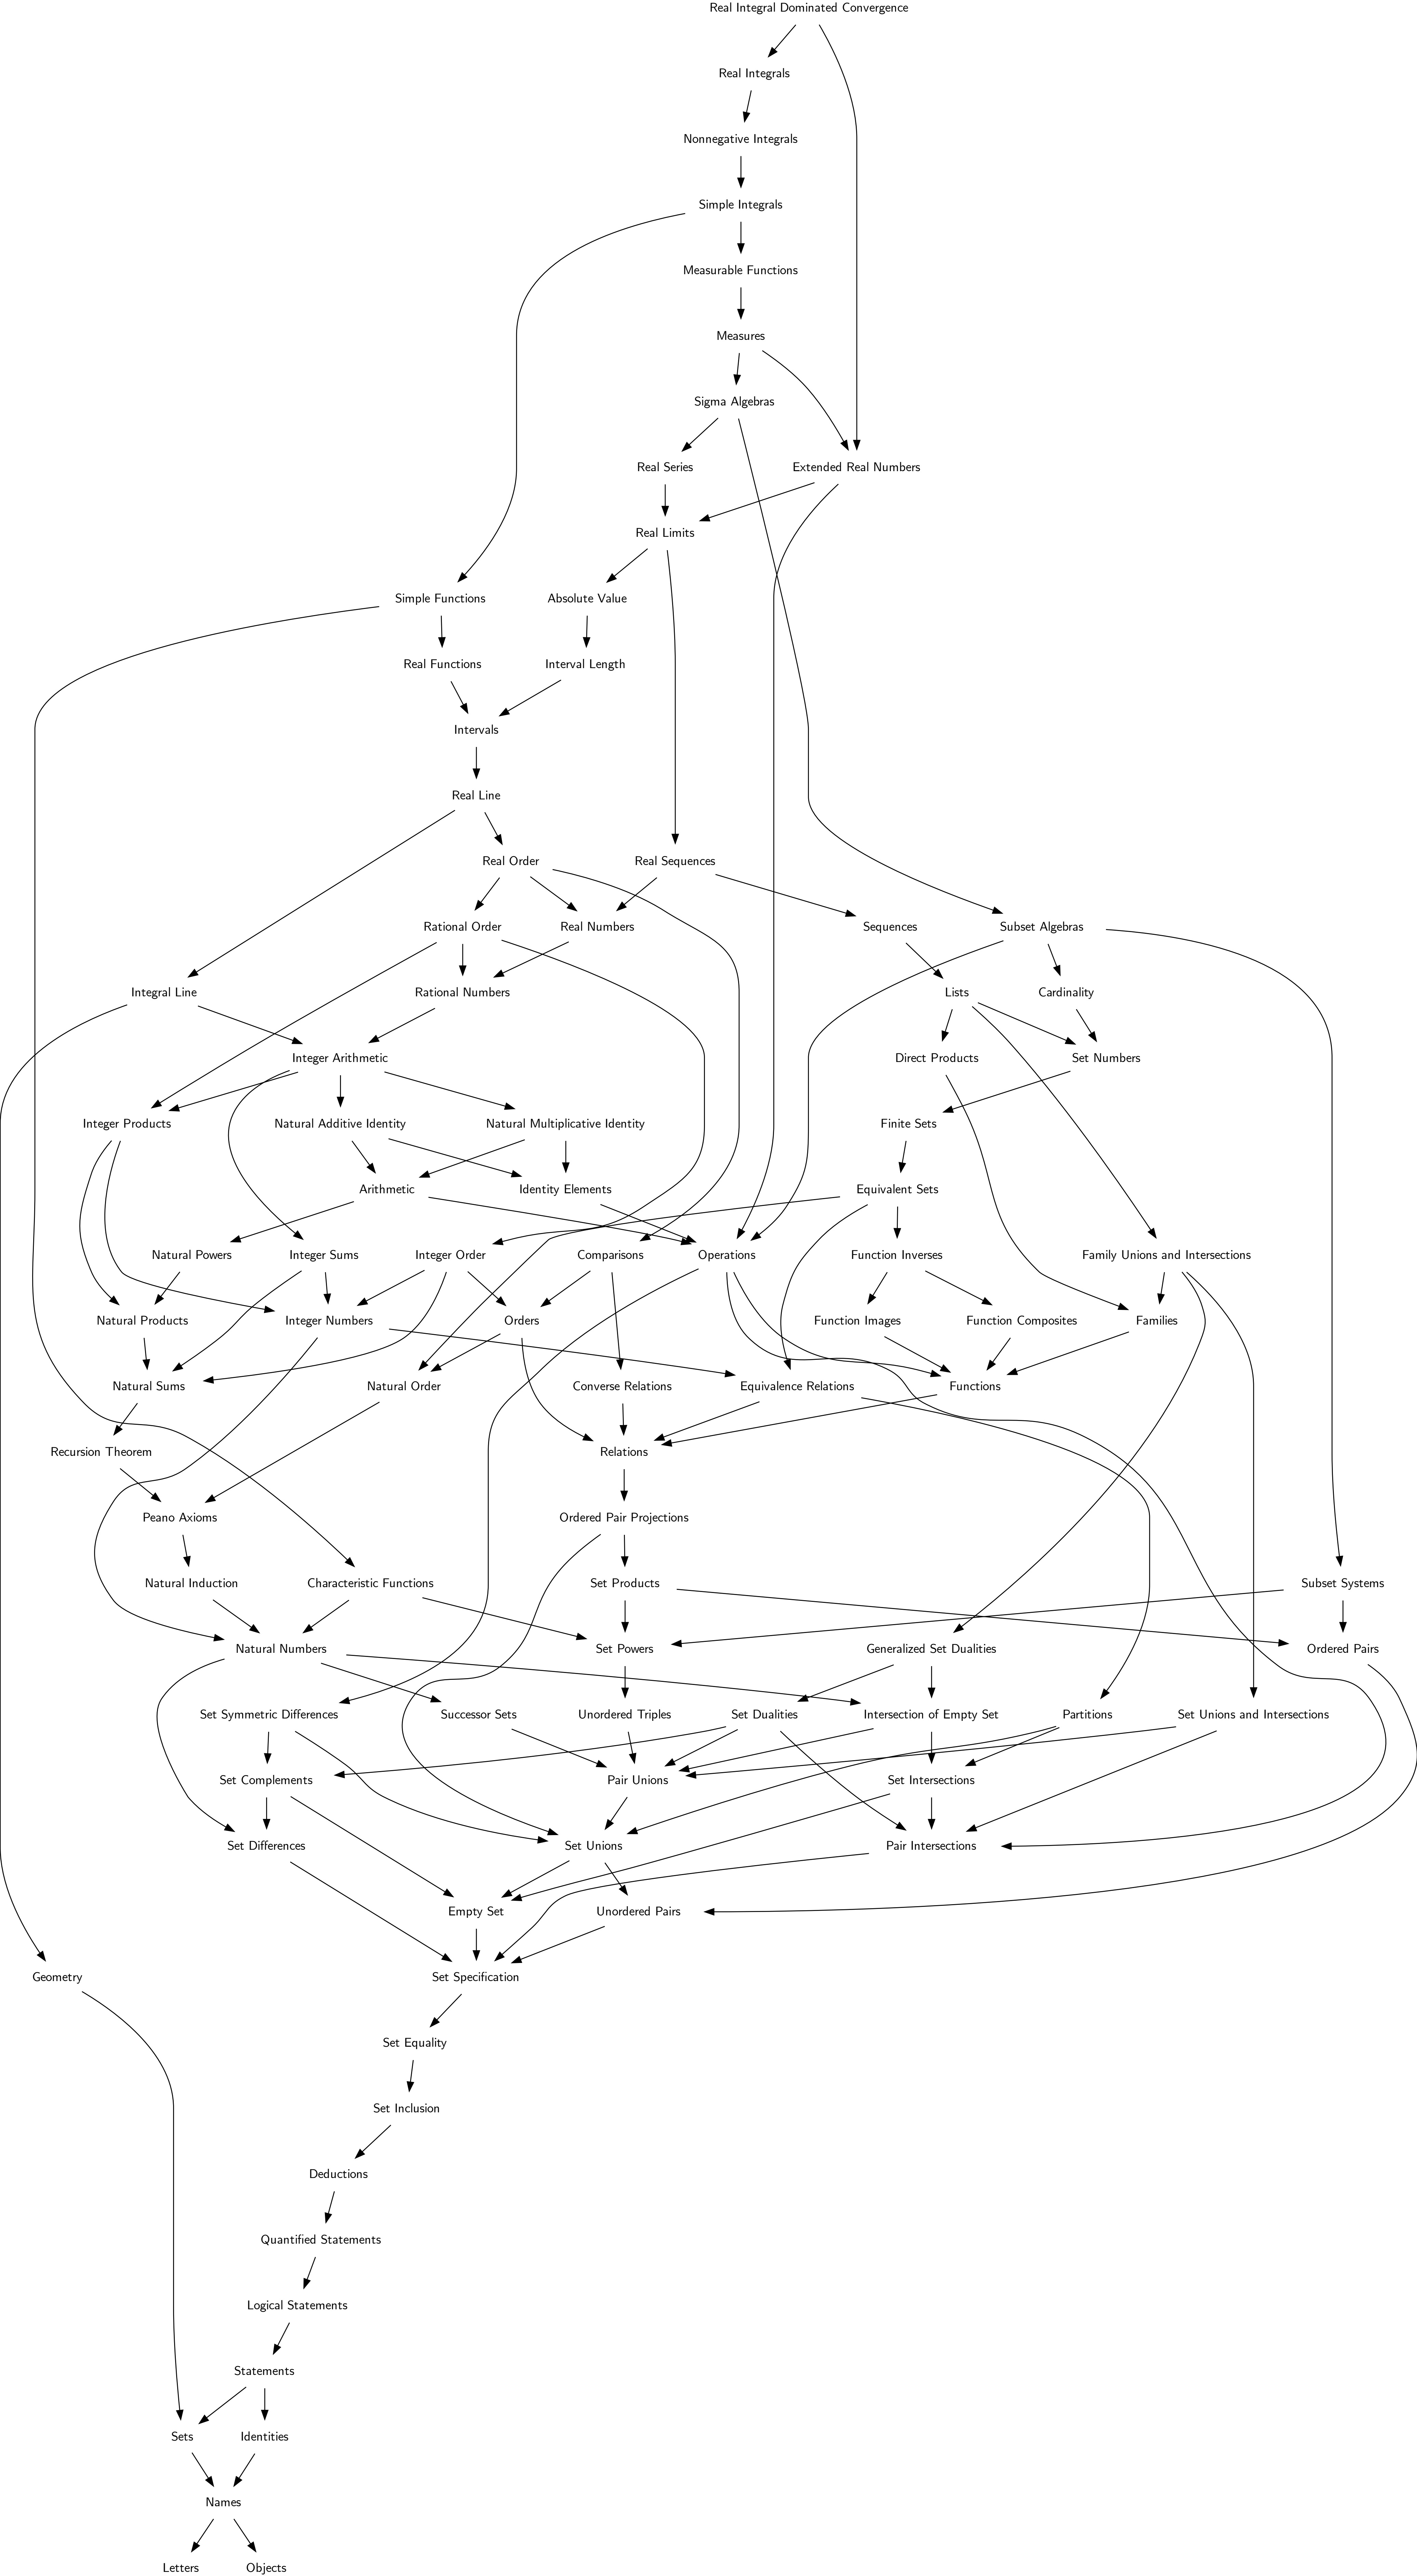 Real Integral Dominated Convergence
Real Integrals
Nonnegative Integrals
Simple Integrals
Measurable Functions
Measures
Sigma Algebras
Real Series
Extended Real Numbers
Real Limits
Simple Functions
Absolute Value
Real Functions
Interval Length
Intervals
Real Line
Real Order
Real Sequences
Rational Order
Real Numbers
Sequences
Subset Algebras
Integral Line
Rational Numbers
Lists
Cardinality
Integer Arithmetic
Direct Products
Set Numbers
Integer Products
Natural Additive Identity
Natural Multiplicative Identity
Finite Sets
Arithmetic
Identity Elements
Equivalent Sets
Natural Powers
Integer Sums
Integer Order
Comparisons
Operations
Function Inverses
Family Unions and Intersections
Natural Products
Integer Numbers
Orders
Function Images
Function Composites
Families
Natural Sums
Natural Order
Converse Relations
Equivalence Relations
Functions
Recursion Theorem
Relations
Peano Axioms
Ordered Pair Projections
Natural Induction
Characteristic Functions
Set Products
Subset Systems
Natural Numbers
Set Powers
Generalized Set Dualities
Ordered Pairs
Set Symmetric Differences
Successor Sets
Unordered Triples
Set Dualities
Intersection of Empty Set
Partitions
Set Unions and Intersections
Set Complements
Pair Unions
Set Intersections
Set Differences
Set Unions
Pair Intersections
Empty Set
Unordered Pairs
Geometry
Set Specification
Set Equality
Set Inclusion
Deductions
Quantified Statements
Logical Statements
Statements
Sets
Identities
Names
Letters
Objects